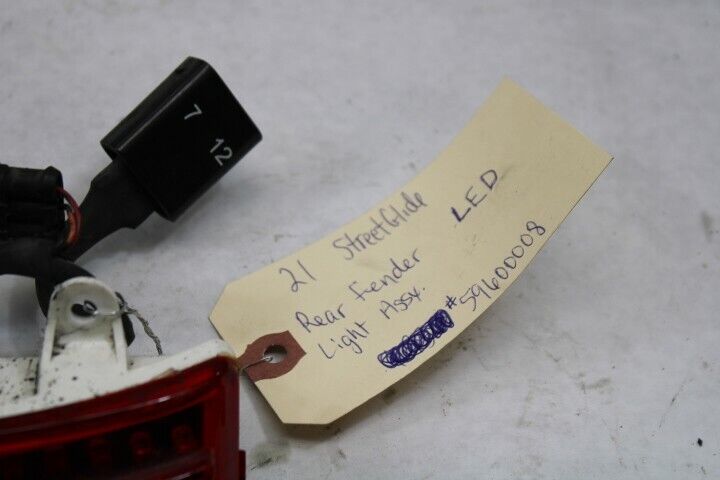 7
12
21 StreetGlide
Rear Fender LED
Light Assy.
#59600008